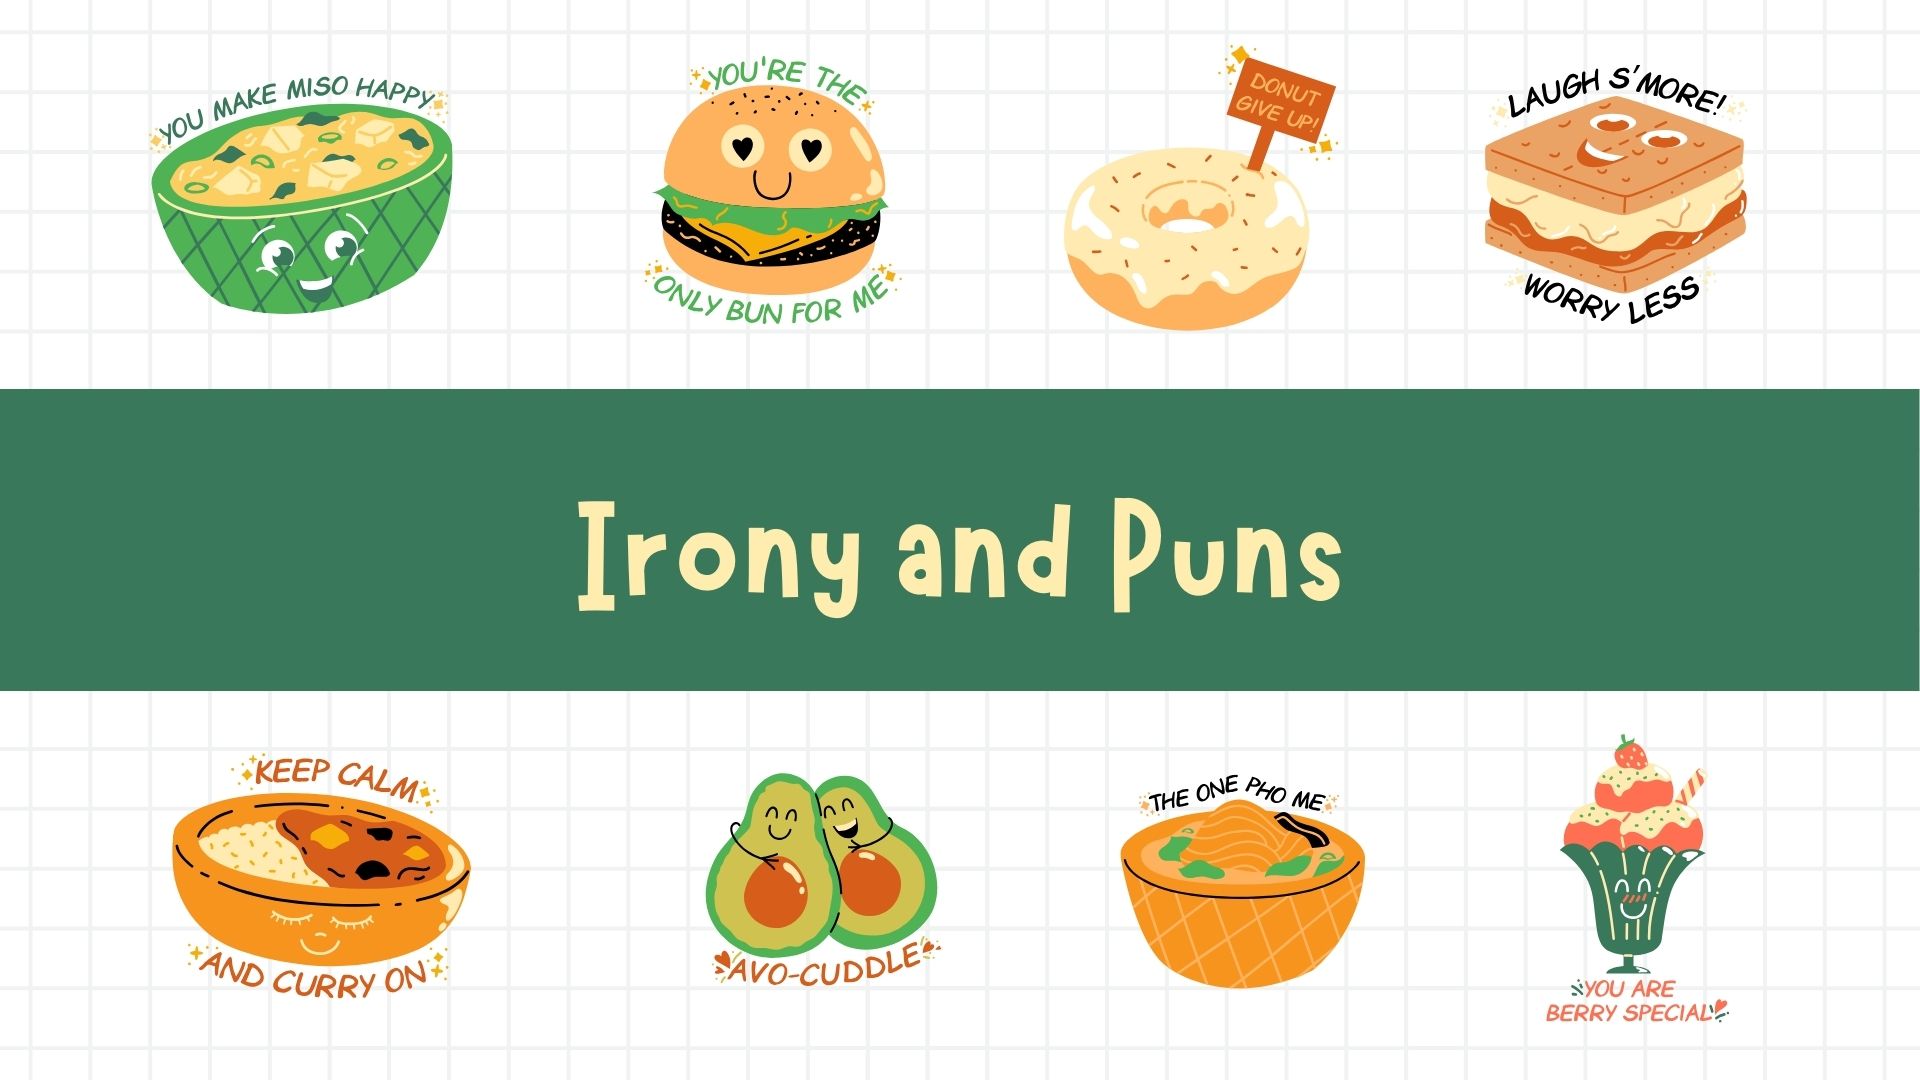 YOU MAKE MISO HAPPY
YOU'RE THE
ONLY BUN FOR ME
DONUT
GIVE UP!
LAUGH S'MORE!
WORRY LESS
Irony and Puns
KEEP CALM
AND CURRY ON
AVO-CUDDLE
THE ONE PHO ME
YOU ARE
BERRY SPECIAL